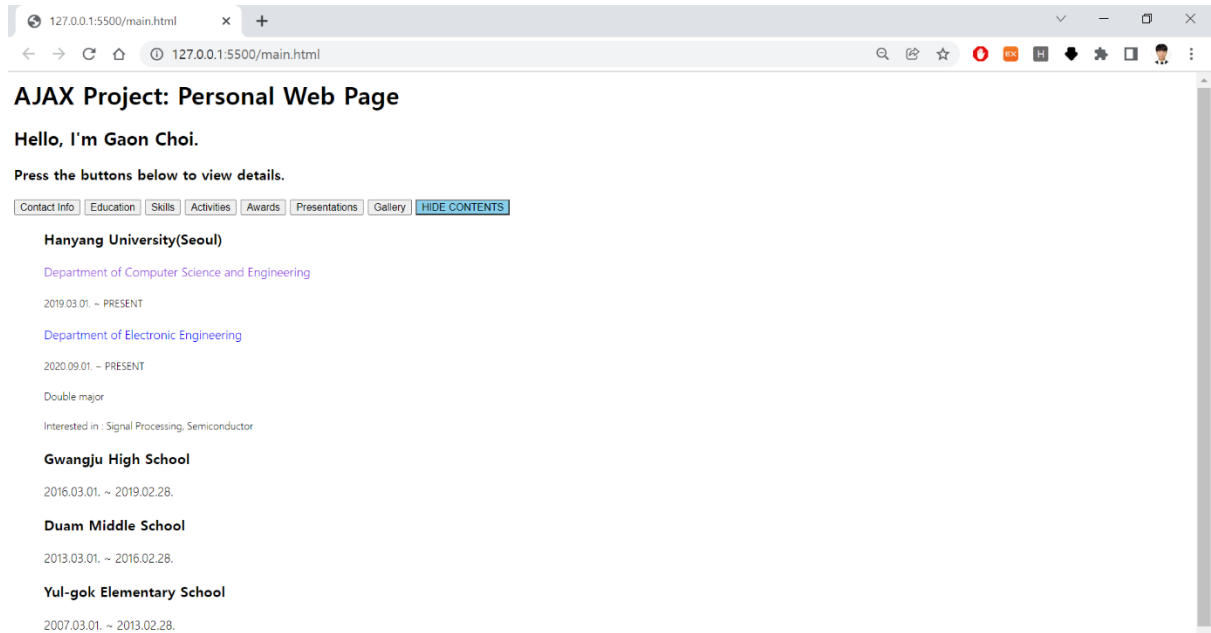 127.0.0.1:5500/main.html
127.0.0.1:5500/main.html
EX
H
AJAX Project: Personal Web Page
Hello, I'm Gaon Choi.
Press the buttons below to view details.
Contact Info Education Skills Activities Awards Presentations Gallery HIDE CONTENTS
Hanyang University(Seoul)
Department of Computer Science and Engineering
2019.03.01. ~ PRESENT
Department of Electronic Engineering
2020.09.01. ~ PRESENT
Double major
Interested in : Signal Processing, Semiconductor
Gwangju High School
2016.03.01. ~ 2019.02.28.
Duam Middle School
2013.03.01. ~ 2016.02.28.
Yul-gok Elementary School
2007.03.01. ~ 2013.02.28.